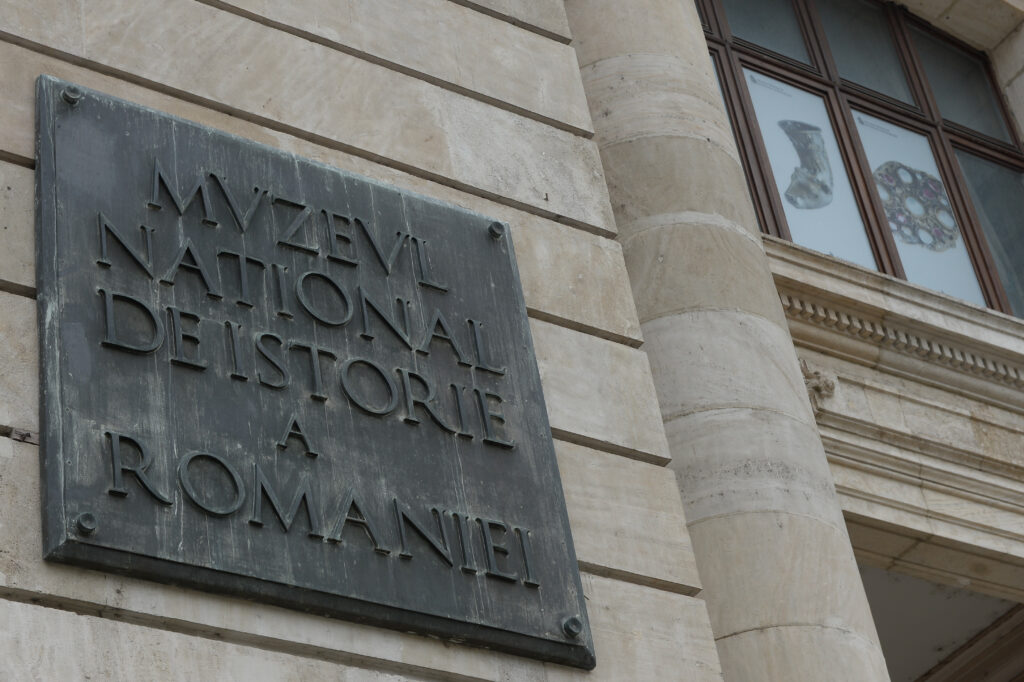 MVZEVL
NATIONAL
DE ISTORIE
A
ROMANIEI